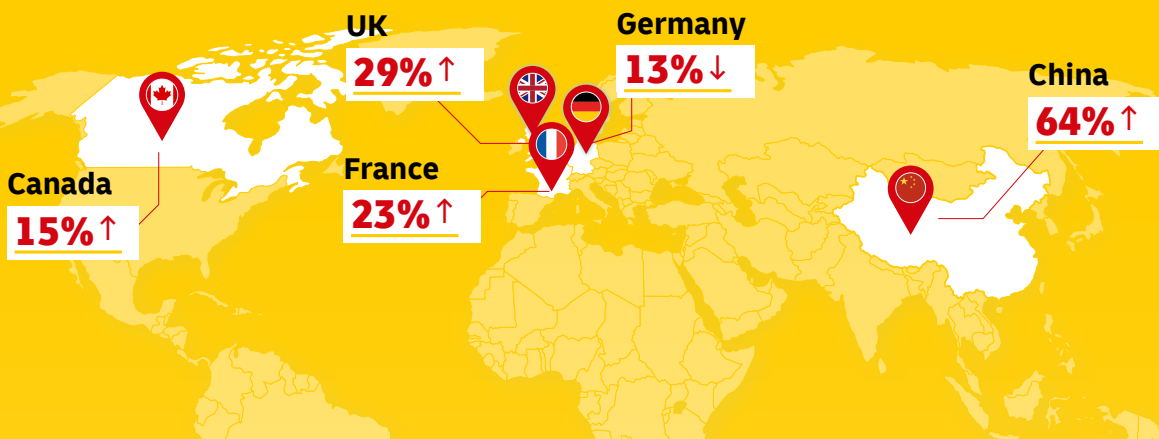 UK
29%↑
Germany
13%↓
China
64%↑
France
23%↑
Canada
15%↑